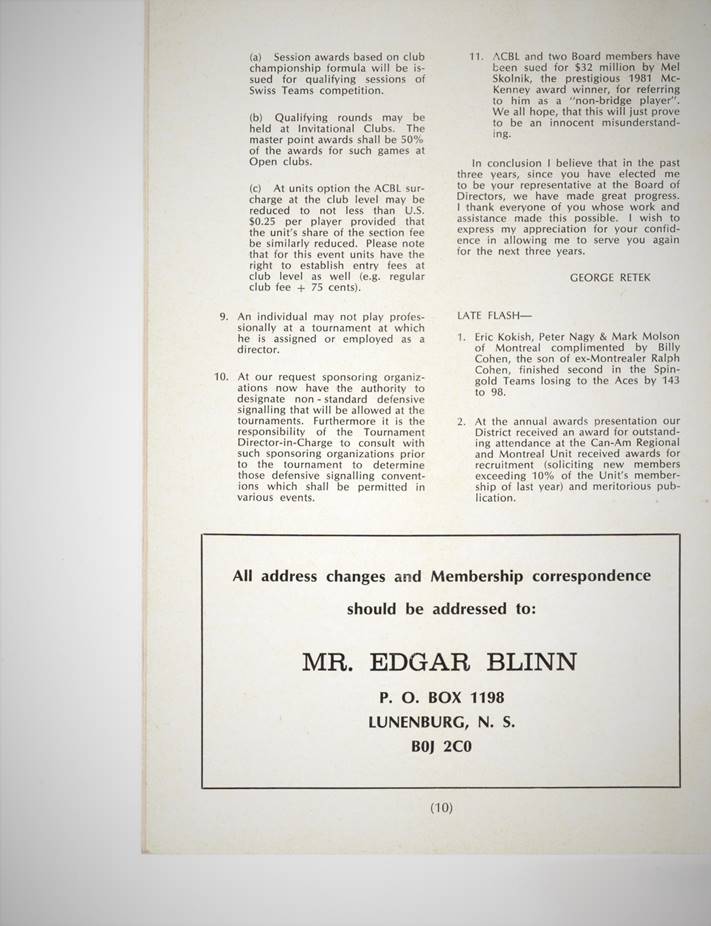 (a) Session awards based on club
championship formula will be is-
sued for qualifying sessions of
Swiss Teams competition.
(b) Qualifying rounds may be
held at Invitational Clubs. The
master point awards shall be 50%
of the awards for such games at
Open clubs.
(c) At units option the ACBL sur-
charge at the club level may be
reduced to not less than U.S.
$0.25 per player provided that
the unit's share of the section fee
be similarly reduced. Please note
that for this event units have the
right to establish entry fees at
club level as well (e.g. regular
club fee + 75 cents).
9. An individual may not play profes-
sionally at a tournament at which
he is assigned or employed as a
director.
10. At our request sponsoring organiz-
ations now have the authority to
designate non - standard defensive
signalling that will be allowed at the
tournaments. Furthermore it is the
responsibility of the Tournament
Director-in-Charge to consult with
such sponsoring organizations prior
to the tournament to determine
those defensive signalling convent-
ions which shall be permitted in
various events.
11. ACBL and two Board members have
been sued for $32 million by Mel
Skolnik, the prestigious 1981 Mc-
Kenney award winner, for referring
to him as a "non-bridge player".
We all hope, that this will just prove
to be an innocent misunderstand-
ing.
In conclusion I believe that in the past
three years, since you have elected me
to be your representative at the Board of
Directors, we have made great progress.
I thank everyone of you whose work and
assistance made this possible. I wish to
express my appreciation for your confid-
ence in allowing me to serve you again
for the next three years.
GEORGE RETEK
LATE FLASH—
1. Eric Kokish, Peter Nagy & Mark Molson
of Montreal complimented by Billy
Cohen, the son of ex-Montrealer Ralph
Cohen, finished second in the Spin-
gold Teams losing to the Aces by 143
to 98.
2. At the annual awards presentation our
District received an award for outstand-
ing attendance at the Can-Am Regional
and Montreal Unit received awards for
recruitment (soliciting new members
exceeding 10% of the Unit's member-
ship of last year) and meritorious pub-
lication.
All address changes and Membership correspondence
should be addressed to:
MR. EDGAR BLINN
P. O. BOX 1198
LUNENBURG, N. S.
B0J 2C0
(10)